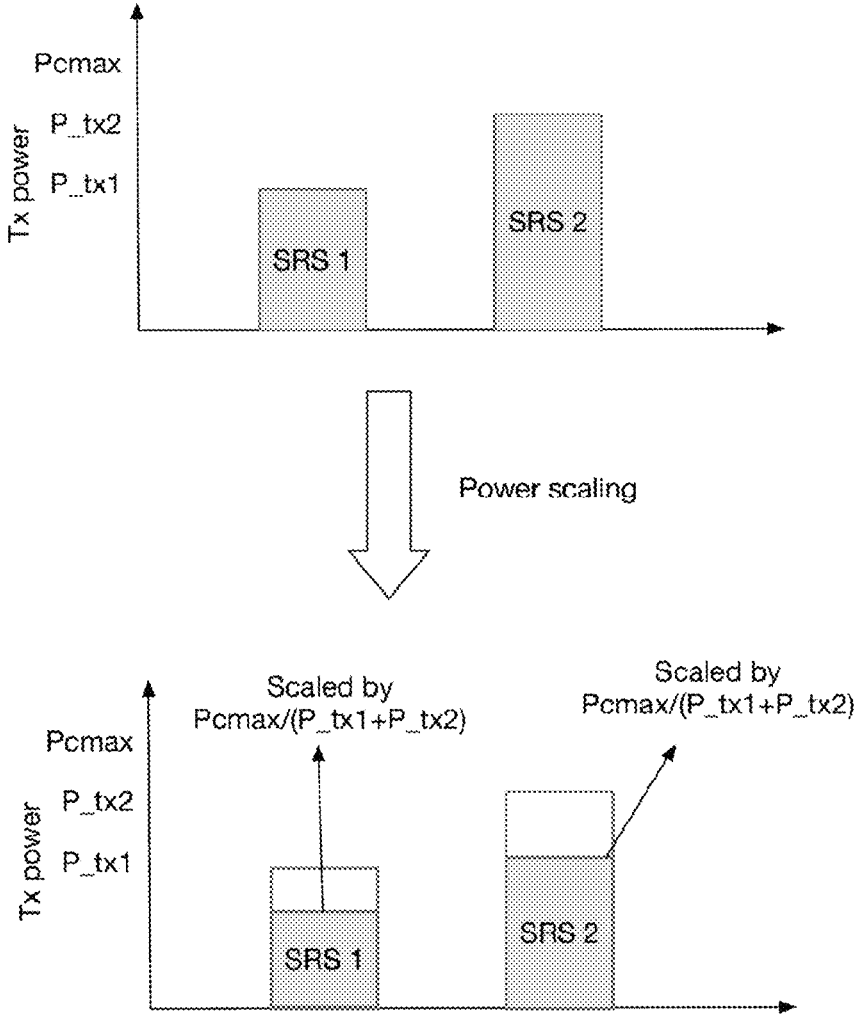 Pcmax
P_tx2
P_tx1
Tx power
SRS 1
SRS 2
Power scaling
Scaled by
Pcmax/(P_tx1+P_tx2)
Scaled by
Pcmax/(P_tx1+P_tx2)
Pcmax
P_tx2
P_tx1
Tx power
SRS 1
SRS 2